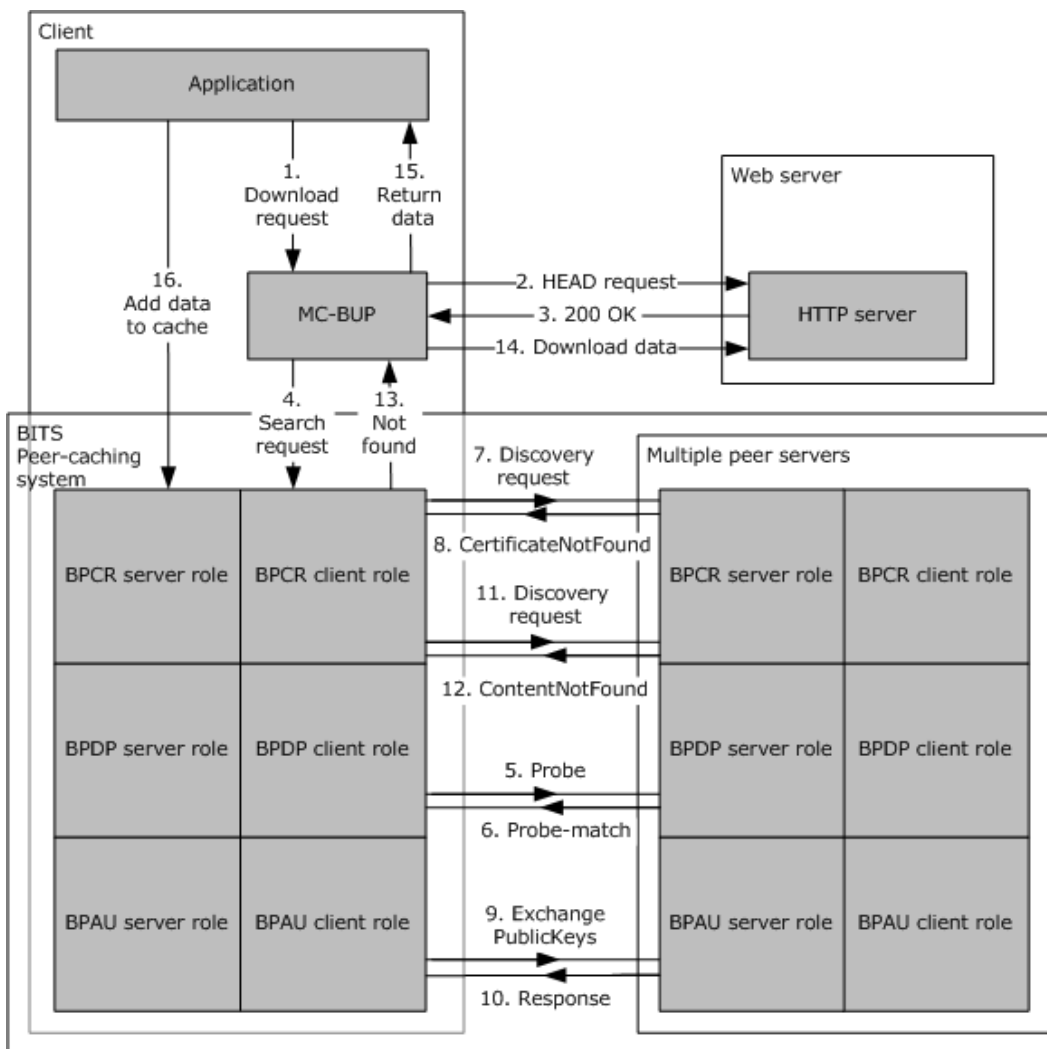 Client
Application
1.
Download
request
15.
Return
data
Web server
16.
Add data
to cache
MC-BUP
2. HEAD request
3. 200 OK
14. Download data
HTTP server
4.
Search
request
13.
Not
found
BITS
Peer-caching
system
7. Discovery
request
Multiple peer servers
8. CertificateNotFound
BPCR server role
BPCR client role
BPCR server role
BPCR client role
11. Discovery
request
12. ContentNotFound
BPDP server role
BPDP client role
BPDP server role
BPDP client role
5. Probe
6. Probe-match
BPAU server role
BPAU client role
BPAU server role
BPAU client role
9. Exchange
PublicKeys
10. Response